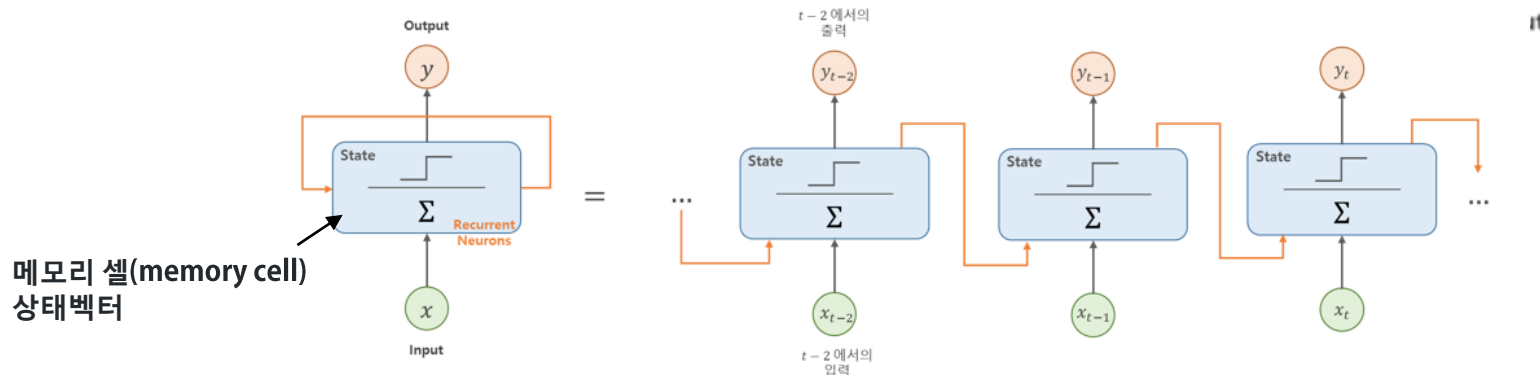 Output
y
State
Σ
Recurrent
Neurons
메모리 셀(memory cell)
상태벡터
x
Input
=
...
t − 2 에서의
출력
y_{t−2}
State
Σ
x_{t−2}
t − 2 에서의
입력
y_{t−1}
State
Σ
x_{t−1}
y_t
State
Σ
x_t
...